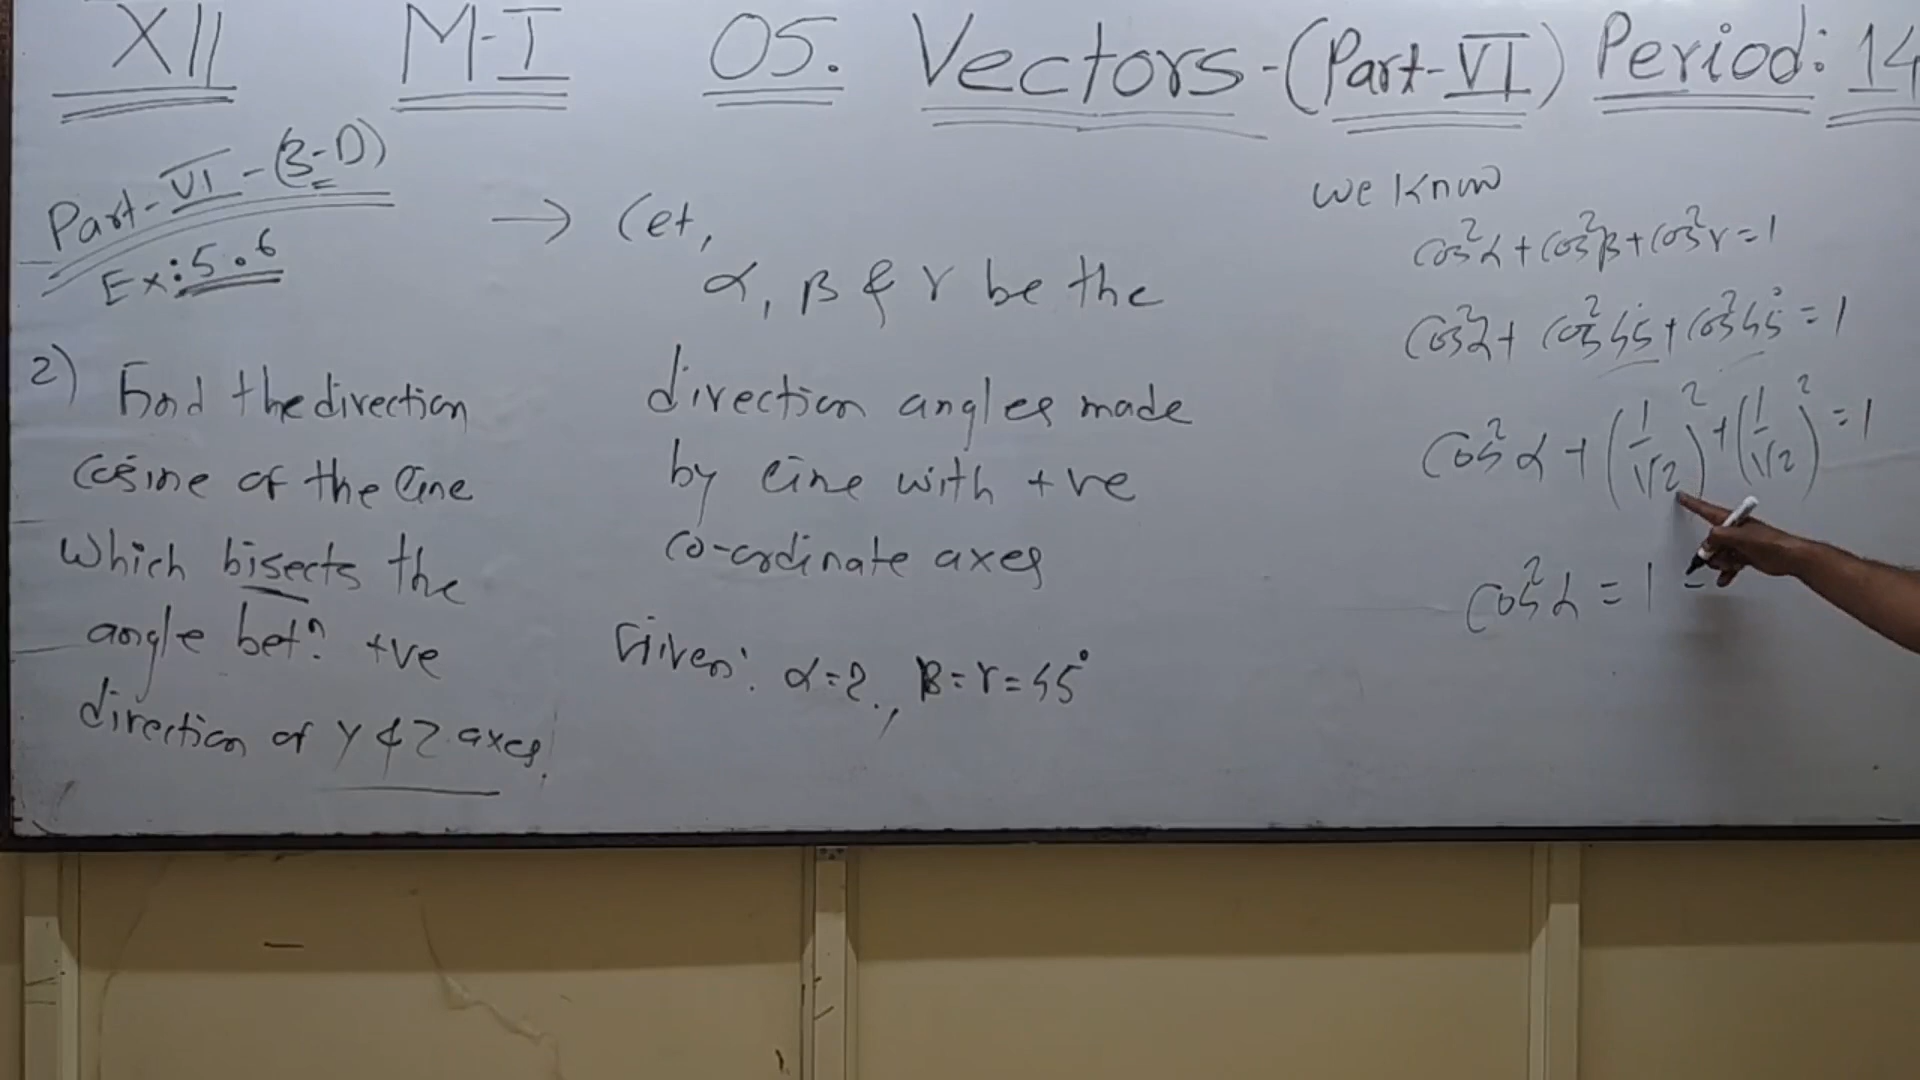 XII M-I 05. Vectors-(Part-VI) Period: 14
Part-VI-(3-D)
Ex:5.6
2) Find the direction
cosine of the line
which bisects the
angle betn +ve
direction of Y & Z axes.
→ Let,
α, β & γ be the
direction angles made
by line with +ve
co-ordinate axes
Given: α=?, β=γ=45°
we know
cos²α+cos²β+cos²γ=1
cos²α+ cos²45°+cos²45°=1
cos²α+(1/√2)²+(1/√2)²=1
cos²α = 1 -